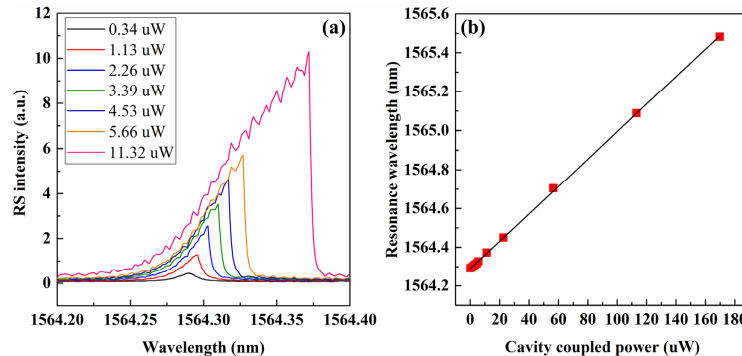 (a)
0.34 uW
1.13 uW
2.26 uW
3.39 uW
4.53 uW
5.66 uW
11.32 uW
RS intensity (a.u.)
12
10
8
6
4
2
0
1564.20 1564.25 1564.30 1564.35 1564.40
Wavelength (nm)
(b)
Resonance wavelength (nm)
1565.6
1565.4
1565.2
1565.0
1564.8
1564.6
1564.4
1564.2
0 20 40 60 80 100 120 140 160 180
Cavity coupled power (uW)